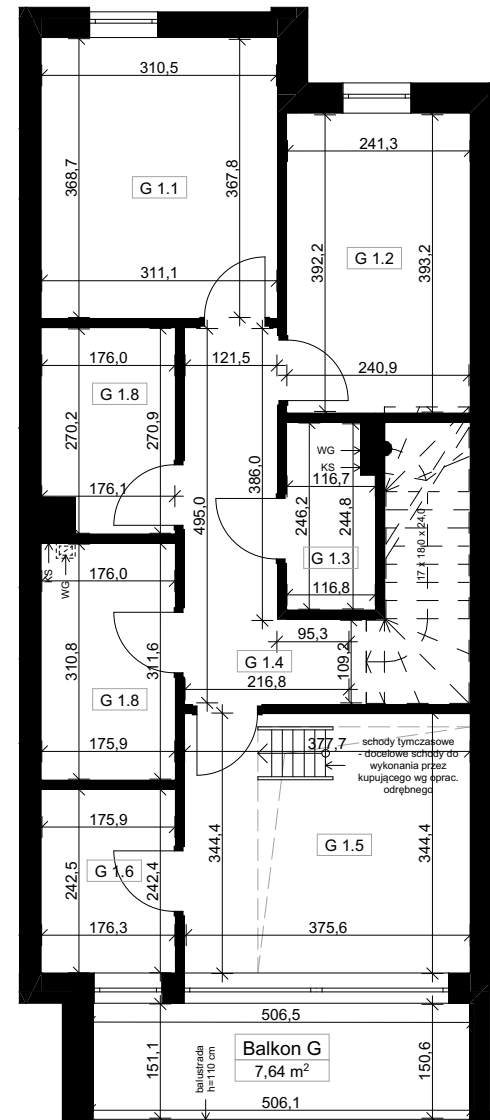 310,5
368,7
367,8
G 1.1
311,1
241,3
392,2
G 1.2
393,2
240,9
176,0
121,5
G 1.8
270,2
270,9
176,1
495,0
386,0
WG
KS
116,7
246,2
244,8
G 1.3
116,8
17 x 18,0 x 24,0
KS
WG
176,0
310,8
311,6
G 1.8
175,9
95,3
G 1.4
109,2
216,8
377,7
schody tymczasowe
- docelowe schody do
wykonania przez
kupującego wg oprac.
odrębnego
175,9
G 1.6
242,5
242,4
176,3
344,4
G 1.5
344,4
375,6
506,5
151,1
balustrada
h=110 cm
Balkon G
7,64 m²
150,6
506,1